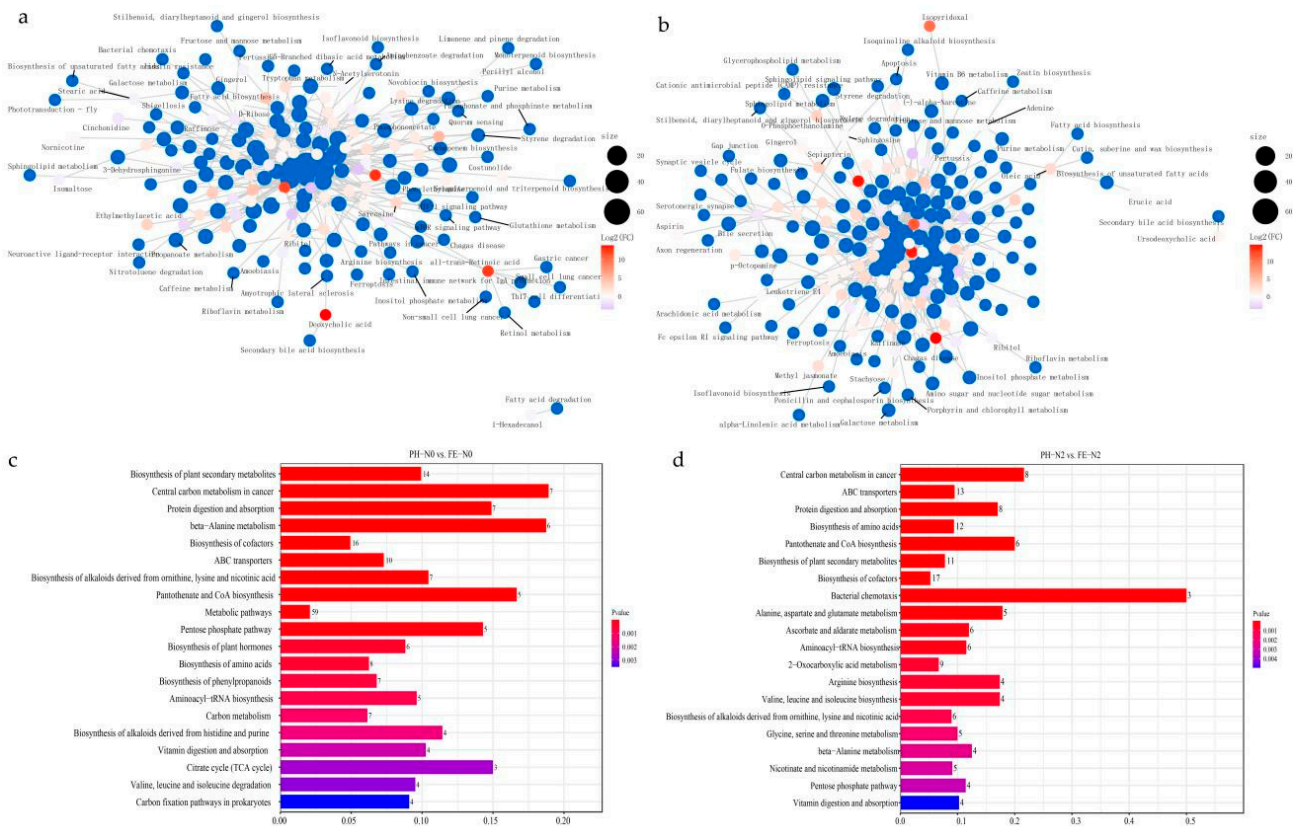 a
Stilbenoid, diarylheptanoid and gingerol biosynthesis
Fructose and mannose metabolism
Isoflavonoid biosynthesis
Limonene and pinene degradation
Bacterial chemotaxis
Biosynthesis of unsaturated fatty acids
Gingerol
Tryptophan metabolism
N-Acetylserotonin
Perillyl alcohol
Galactose metabolism
Novobiocin biosynthesis
Purine metabolism
Stearic acid
Fatty acid biosynthesis
Lysine degradation
Phototransduction - fly
Shigellosis
D-Ribose
Quorum sensing
Cinchonidine
Raffinose
Phosphonoacetate
Styrene degradation
Nornicotine
Carbapenem biosynthesis
Sphingolipid metabolism
3-Dehydrosphinganine
Costunolide
Isomaltose
Ethylmelacetic acid
Sarcosine
Glutathione metabolism
Ribitol
Pathways in cancer
Chagas disease
Neuroactive ligand-receptor interaction
Propanoate metabolism
all-trans-Retinoic acid
Gastric cancer
Nitrotoluene degradation
Amoebiasis
Arginine biosynthesis
Small cell lung cancer
Caffeine metabolism
Ferroptosis
Intestinal immune network for IgA production
Th17 cell differentiation
Amyotrophic lateral sclerosis
Inositol phosphate metabolism
Riboflavin metabolism
Non-small cell lung cancer
Deoxycholic acid
Retinol metabolism
Secondary bile acid biosynthesis
Fatty acid degradation
1-Hexadecanol
size
20
40
60
Log2(FC)
10
5
0
b
Isopyridoxal
Isoquinoline alkaloid biosynthesis
Glycerophospholipid metabolism
Apoptosis
Sphingolipid signaling pathway
Vitamin B6 metabolism
Zeatin biosynthesis
Cationic antimicrobial peptide (CAMP) resistance
Styrene degradation
Caffeine metabolism
Sphingolipid metabolism
Adenine
Stilbenoid, diarylheptanoid and gingerol biosynthesis
O-Phosphoethanolamine
Fatty acid biosynthesis
Gap junction
Gingerol
Sphingosine
Pertussis
Purine metabolism
Cutin, suberine and wax biosynthesis
Synaptic vesicle cycle
Sepiapterin
Folate biosynthesis
Oleic acid
Biosynthesis of unsaturated fatty acids
Serotonergic synapse
Erucic acid
Aspirin
Bile secretion
Secondary bile acid biosynthesis
Axon regeneration
Ursodeoxycholic acid
p-Octopamine
Leukotriene E4
Arachidonic acid metabolism
Fc epsilon RI signaling pathway
Ferroptosis
Raffinose
Ribitol
Amoebiasis
Chagas disease
Riboflavin metabolism
Methyl jasmonate
Inositol phosphate metabolism
Isoflavonoid biosynthesis
Stachyose
Amino sugar and nucleotide sugar metabolism
Penicillin and cephalosporin biosynthesis
Porphyrin and chlorophyll metabolism
alpha-Linolenic acid metabolism
Galactose metabolism
size
20
40
60
Log2(FC)
10
5
0
c
PH-N0 vs. FE-N0
Biosynthesis of plant secondary metabolites 14
Central carbon metabolism in cancer 7
Protein digestion and absorption 7
beta-Alanine metabolism 6
Biosynthesis of cofactors 16
ABC transporters 10
Biosynthesis of alkaloids derived from ornithine, lysine and nicotinic acid 7
Pantothenate and CoA biosynthesis 5
Metabolic pathways 59
Pentose phosphate pathway 5
Biosynthesis of plant hormones 6
Biosynthesis of amino acids 8
Biosynthesis of phenylpropanoids 7
Aminoacyl-tRNA biosynthesis 5
Carbon metabolism 7
Biosynthesis of alkaloids derived from histidine and purine 4
Vitamin digestion and absorption 4
Citrate cycle (TCA cycle) 3
Valine, leucine and isoleucine degradation 4
Carbon fixation pathways in prokaryotes 4
0.00 0.05 0.10 0.15 0.20
Pvalue
0.001
0.002
0.003
d
PH-N2 vs. FE-N2
Central carbon metabolism in cancer 8
ABC transporters 13
Protein digestion and absorption 8
Biosynthesis of amino acids 12
Pantothenate and CoA biosynthesis 6
Biosynthesis of plant secondary metabolites 11
Biosynthesis of cofactors 17
Bacterial chemotaxis 3
Alanine, aspartate and glutamate metabolism 5
Ascorbate and aldarate metabolism 6
Aminoacyl-tRNA biosynthesis 6
2-Oxocarboxylic acid metabolism 9
Arginine biosynthesis 4
Valine, leucine and isoleucine biosynthesis 4
Biosynthesis of alkaloids derived from ornithine, lysine and nicotinic acid 6
Glycine, serine and threonine metabolism 5
beta-Alanine metabolism 4
Nicotinate and nicotinamide metabolism 5
Pentose phosphate pathway 4
Vitamin digestion and absorption 4
0.0 0.1 0.2 0.3 0.4 0.5
Pvalue
0.001
0.002
0.003
0.004